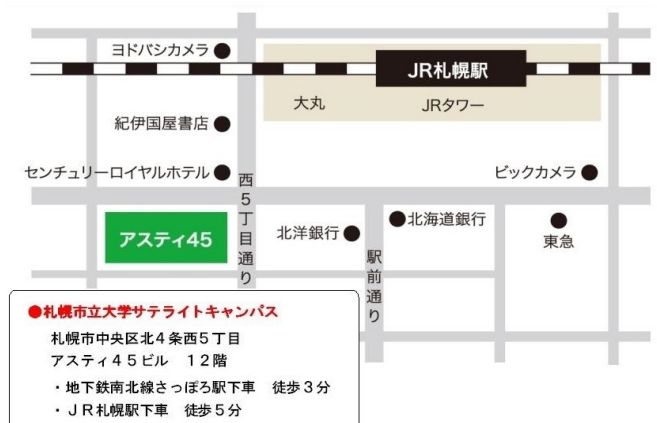 ヨドバシカメラ
JR札幌駅
大丸
JRタワー
紀伊国屋書店
センチュリーロイヤルホテル
ビックカメラ
西5丁目通り
アスティ45
北洋銀行
北海道銀行
東急
駅前通り
●札幌市立大学サテライトキャンパス
札幌市中央区北4条西5丁目
アスティ45ビル 12階
・地下鉄南北線さっぽろ駅下車 徒歩3分
・JR札幌駅下車 徒歩5分